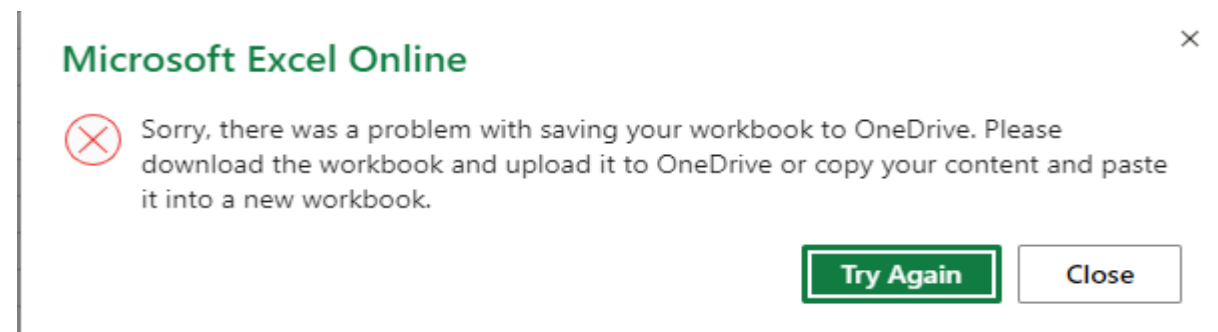 Microsoft Excel Online
Sorry, there was a problem with saving your workbook to OneDrive. Please
download the workbook and upload it to OneDrive or copy your content and paste
it into a new workbook.
Try Again Close